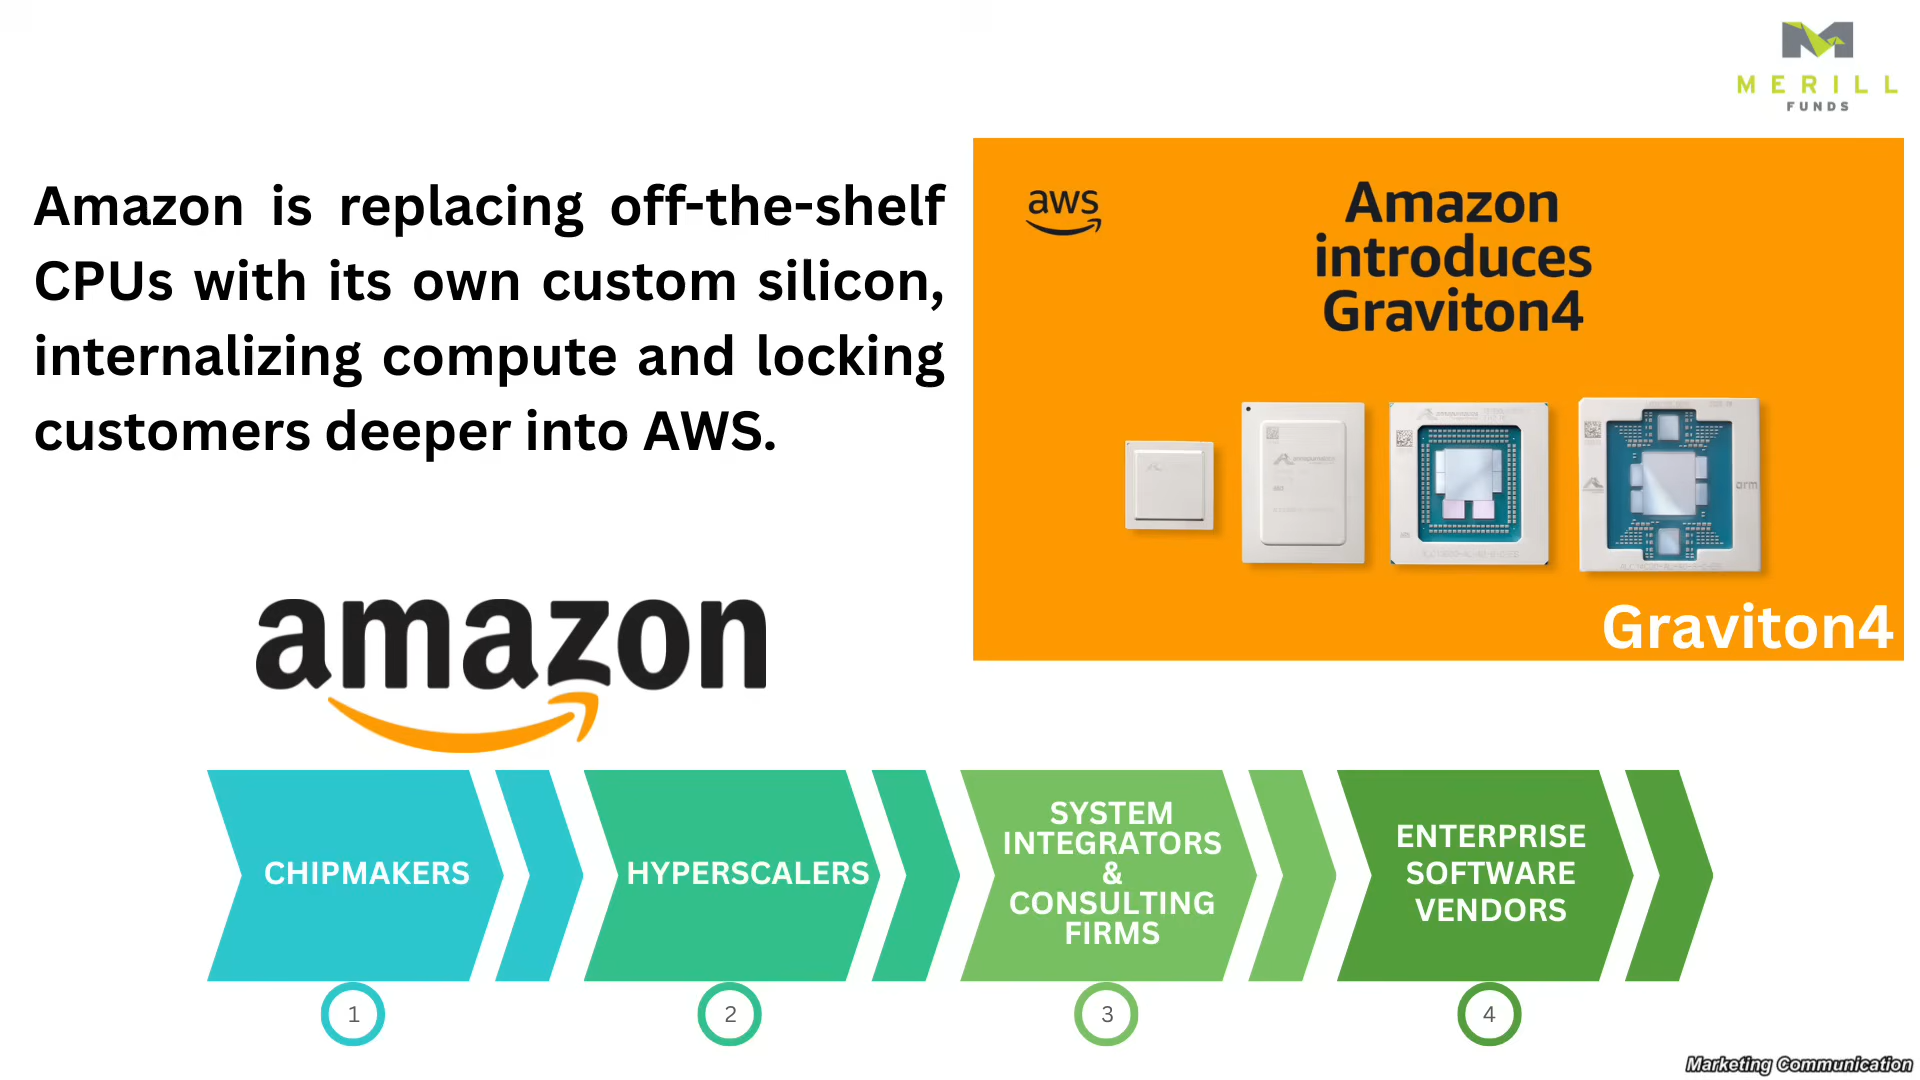 MERILL
FUNDS
Amazon is replacing off-the-shelf
CPUs with its own custom silicon,
internalizing compute and locking
customers deeper into AWS.
aws
Amazon
introduces
Graviton4
arm
Graviton4
amazon
CHIPMAKERS
HYPERSCALERS
SYSTEM
INTEGRATORS
&
CONSULTING
FIRMS
ENTERPRISE
SOFTWARE
VENDORS
1
2
3
4
Marketing Communication